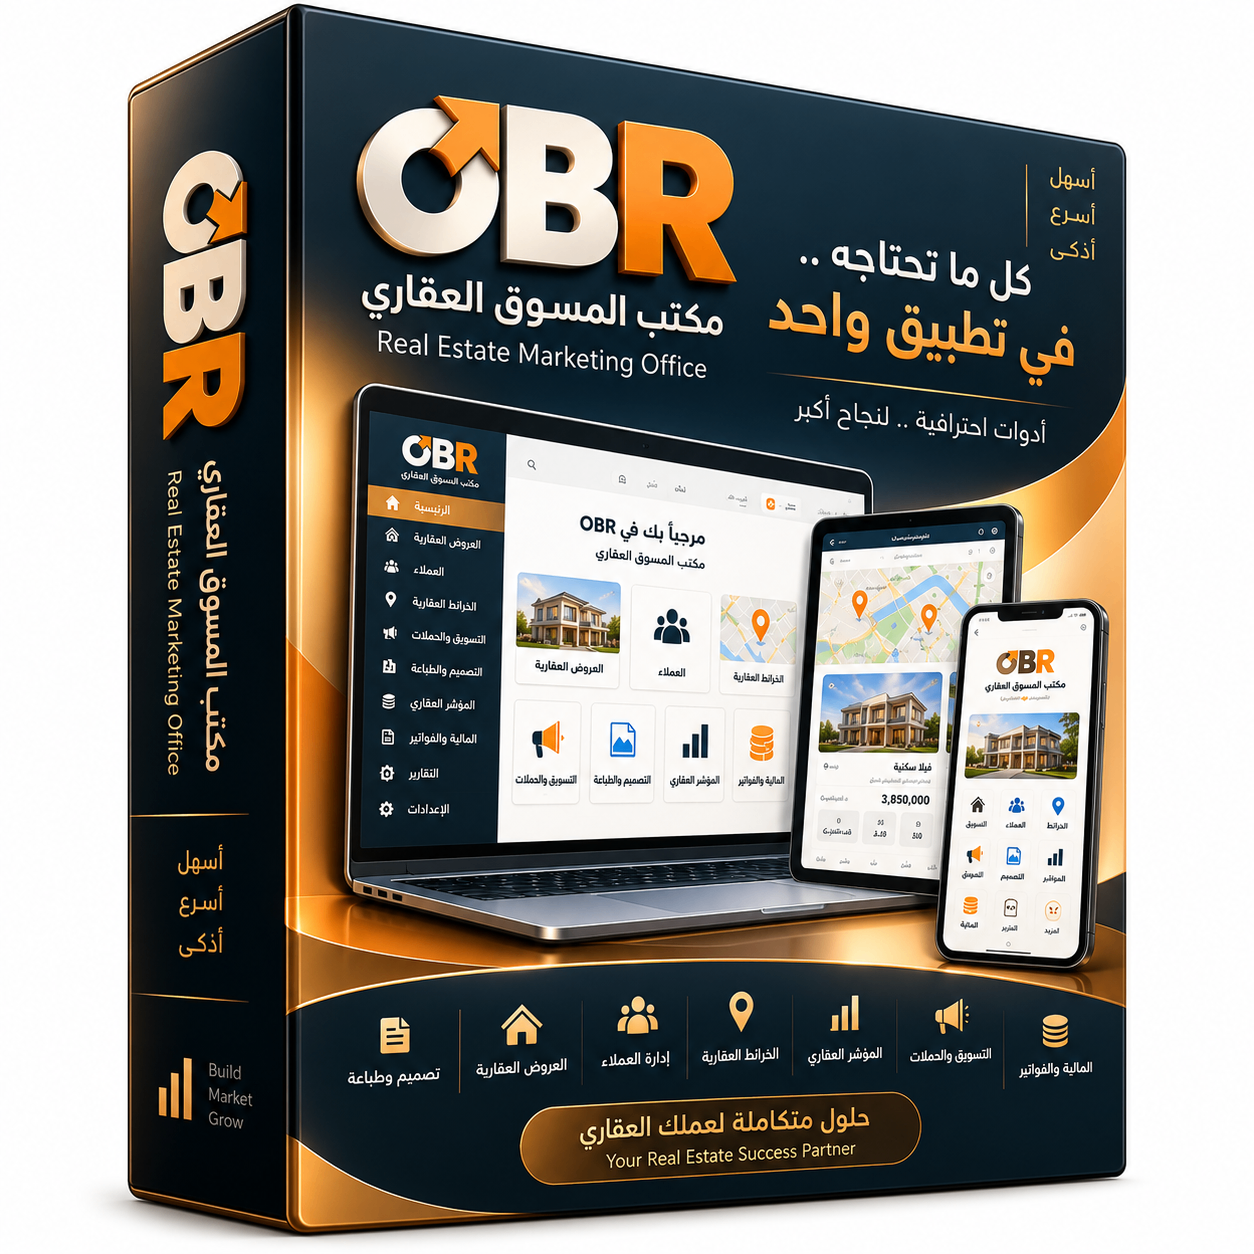 OBR
مكتب المسوق العقاري
Real Estate Marketing Office
أسهل
أسرع
أذكى
كل ما تحتاجه ..
في تطبيق واحد
أدوات احترافية .. لنجاح أكبر
OBR
مكتب المسوق العقاري
الرئيسية
العروض العقارية
العملاء
الخرائط العقارية
التسويق والحملات
التصميم والطباعة
المؤشر العقاري
المالية والفواتير
التقارير
الإعدادات
مرحباً بك في OBR
مكتب المسوق العقاري
العروض العقارية
العملاء
الخرائط العقارية
التسويق والحملات
التصميم والطباعة
المؤشر العقاري
المالية والفواتير
فيلا سكنية
3,850,000
OBR
مكتب المسوق العقاري
التسويق
العملاء
الخرائط
التصميم
المالية
المزيد
تصميم وطباعة
العروض العقارية
إدارة العملاء
الخرائط العقارية
المؤشر العقاري
التسويق والحملات
المالية والفواتير
حلول متكاملة لعملك العقاري
Your Real Estate Success Partner
OBR
مكتب المسوق العقاري
Real Estate Marketing Office
أسهل
أسرع
أذكى
Build
Market
Grow